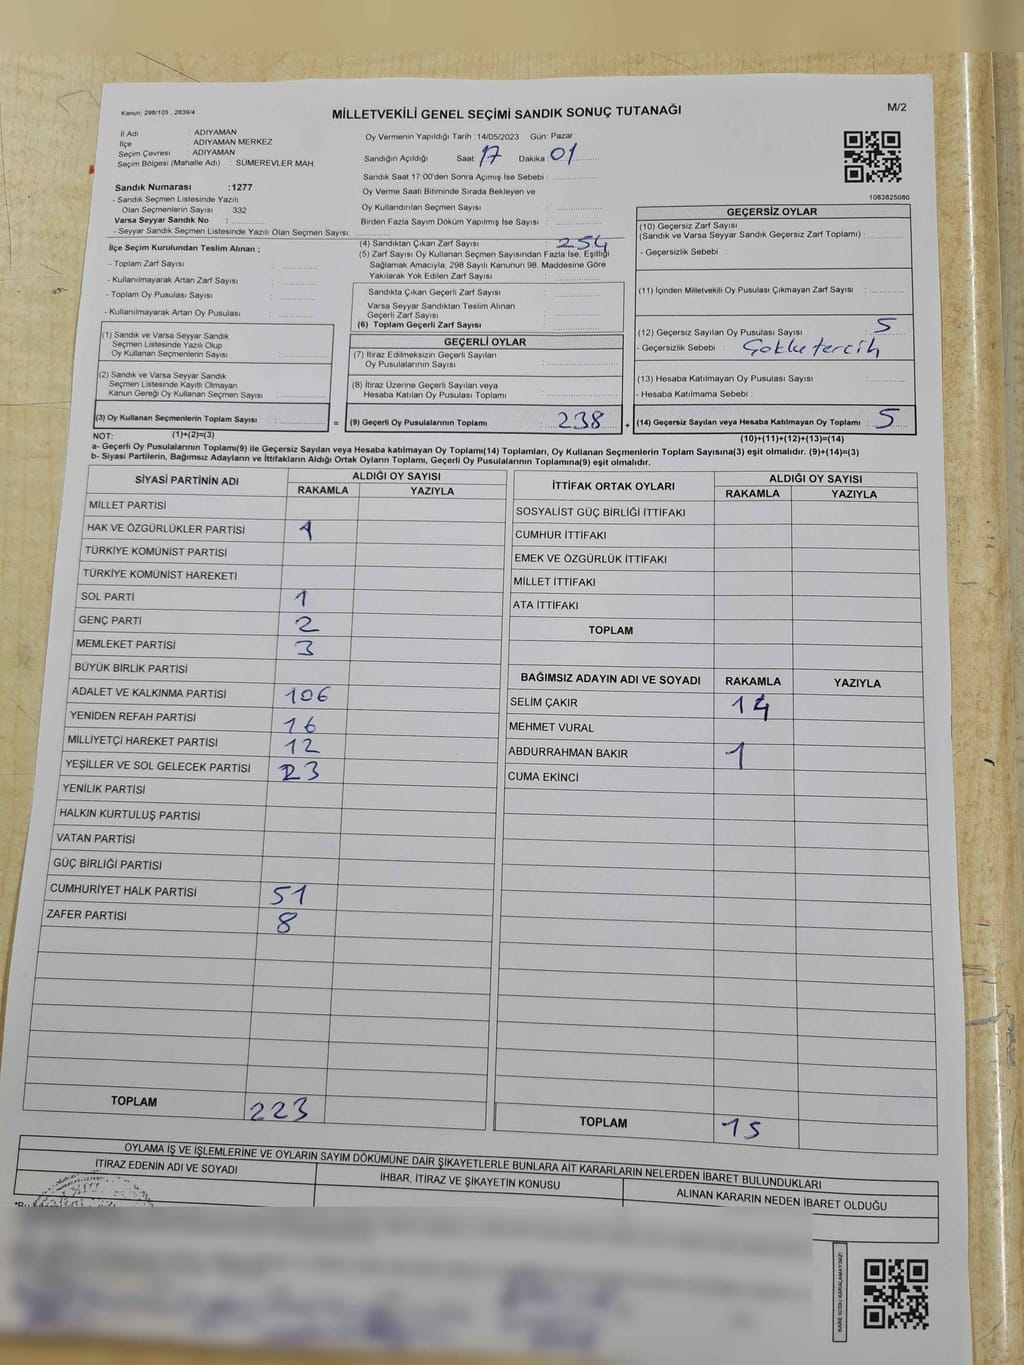 Kanun: 298/105 , 2839/4
MİLLETVEKİLİ GENEL SEÇİMİ SANDIK SONUÇ TUTANAĞI
M/2
İl Adı : ADIYAMAN
İlçe : ADIYAMAN MERKEZ
Seçim Çevresi : ADIYAMAN
Seçim Bölgesi (Mahalle Adı) : SÜMEREVLER MAH.
Oy Vermenin Yapıldığı Tarih : 14/05/2023 Gün: Pazar
Sandığın Açıldığı Saat: 17 Dakika : 01
Sandık Saat 17:00'den Sonra Açımış İse Sebebi :
Oy Verme Saati Bitiminde Sırada Bekleyen ve
Oy Kullandırılan Seçmen Sayısı :
Birden Fazla Sayım Döküm Yapılmış İse Sayısı :
1083825080
Sandık Numarası : 1277
- Sandık Seçmen Listesinde Yazılı
Olan Seçmenlerin Sayısı : 332
Varsa Seyyar Sandık No :
- Seyyar Sandık Seçmen Listesinde Yazılı Olan Seçmen Sayısı:
İlçe Seçim Kurulundan Teslim Alınan ;
- Toplam Zarf Sayısı :
- Kullanılmayarak Artan Zarf Sayısı :
- Toplam Oy Pusulası Sayısı :
- Kullanılmayarak Artan Oy Pusulası :
(1) Sandık ve Varsa Seyyar Sandık
Seçmen Listesinde Yazılı Olup
Oy Kullanan Seçmenlerin Sayısı :
(2) Sandık ve Varsa Seyyar Sandık
Seçmen Listesinde Kayıtlı Olmayan
Kanun Gereği Oy Kullanan Seçmen Sayısı :
(3) Oy Kullanan Seçmenlerin Toplam Sayısı :
(4) Sandıktan Çıkan Zarf Sayısı : 254
(5) Zarf Sayısı Oy Kullanan Seçmen Sayısından Fazla İse, Eşitliği
Sağlamak Amacıyla, 298 Sayılı Kanunun 98. Maddesine Göre
Yakılarak Yok Edilen Zarf Sayısı :
Sandıkta Çıkan Geçerli Zarf Sayısı :
Varsa Seyyar Sandıktan Teslim Alınan
Geçerli Zarf Sayısı :
(6) Toplam Geçerli Zarf Sayısı :
GEÇERLİ OYLAR
(7) İtiraz Edilmeksizin Geçerli Sayılan
Oy Pusulalarının Sayısı :
(8) İtiraz Üzerine Geçerli Sayılan veya
Hesaba Katılan Oy Pusulası Toplamı :
= (9) Geçerli Oy Pusulalarının Toplamı : 238 +
GEÇERSİZ OYLAR
(10) Geçersiz Zarf Sayısı
(Sandık ve Varsa Seyyar Sandık Geçersiz Zarf Toplamı) :
- Geçersizlik Sebebi :
(11) İçinden Milletvekili Oy Pusulası Çıkmayan Zarf Sayısı :
(12) Geçersiz Sayılan Oy Pusulası Sayısı : 5
- Geçersizlik Sebebi : Çoklu tercih
(13) Hesaba Katılmayan Oy Pusulası Sayısı :
- Hesaba Katılmama Sebebi :
(14) Geçersiz Sayılan veya Hesaba Katılmayan Oy Toplamı : 5
NOT: (1)+(2)=(3)
(10)+(11)+(12)+(13)=(14)
a- Geçerli Oy Pusulalarının Toplamı(9) ile Geçersiz Sayılan veya Hesaba katılmayan Oy Toplamı(14) Toplamları, Oy Kullanan Seçmenlerin Toplam Sayısına(3) eşit olmalıdır. (9)+(14)=(3)
b- Siyasi Partilerin, Bağımsız Adayların ve İttifakların Aldığı Oyların Toplamı, Geçerli Oy Pusulalarının Toplamına(9) eşit olmalıdır.
SİYASİ PARTİNİN ADI
ALDIĞI OY SAYISI
RAKAMLA YAZIYLA
MİLLET PARTİSİ
HAK VE ÖZGÜRLÜKLER PARTİSİ 1
TÜRKİYE KOMÜNİST PARTİSİ
TÜRKİYE KOMÜNİST HAREKETİ
SOL PARTİ 1
GENÇ PARTİ 2
MEMLEKET PARTİSİ 3
BÜYÜK BİRLİK PARTİSİ
ADALET VE KALKINMA PARTİSİ 106
YENİDEN REFAH PARTİSİ 16
MİLLİYETÇİ HAREKET PARTİSİ 12
YEŞİLLER VE SOL GELECEK PARTİSİ 23
YENİLİK PARTİSİ
HALKIN KURTULUŞ PARTİSİ
VATAN PARTİSİ
GÜÇ BİRLİĞİ PARTİSİ
CUMHURİYET HALK PARTİSİ 51
ZAFER PARTİSİ 8
TOPLAM 223
İTTİFAK ORTAK OYLARI
ALDIĞI OY SAYISI
RAKAMLA YAZIYLA
SOSYALİST GÜÇ BİRLİĞİ İTTİFAKI
CUMHUR İTTİFAKI
EMEK VE ÖZGÜRLÜK İTTİFAKI
MİLLET İTTİFAKI
ATA İTTİFAKI
TOPLAM
BAĞIMSIZ ADAYIN ADI VE SOYADI RAKAMLA YAZIYLA
SELİM ÇAKIR 14
MEHMET VURAL
ABDURRAHMAN BAKIR 1
CUMA EKİNCİ
TOPLAM 15
OYLAMA İŞ VE İŞLEMLERİNE VE OYLARIN SAYIM DÖKÜMÜNE DAİR ŞİKAYETLERLE BUNLARA AİT KARARLARIN NELERDEN İBARET BULUNDUKLARI
İTİRAZ EDENİN ADI VE SOYADI
İHBAR, İTİRAZ VE ŞİKAYETİN KONUSU
ALINAN KARARIN NEDEN İBARET OLDUĞU
KARE KODU KARALAMAYINIZ!